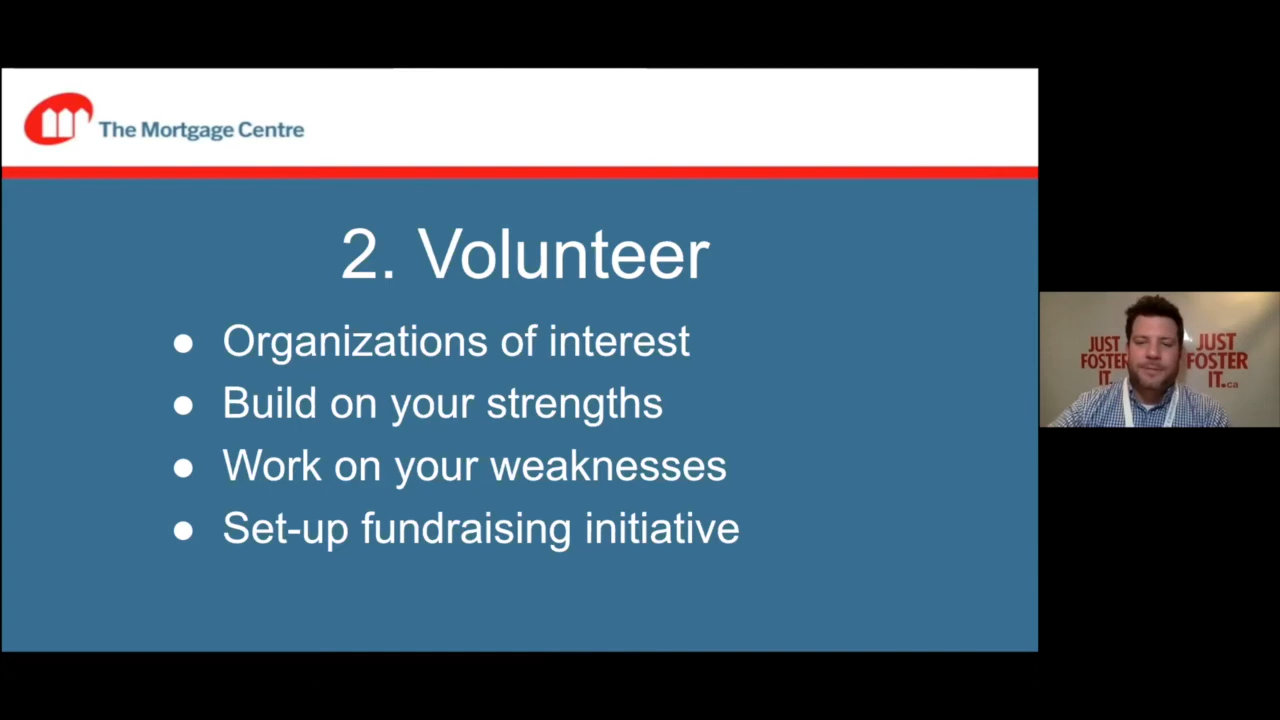 The Mortgage Centre
2. Volunteer
● Organizations of interest
● Build on your strengths
● Work on your weaknesses
● Set-up fundraising initiative
JUST
FOSTER
IT.
JUST
FOSTER
IT.ca